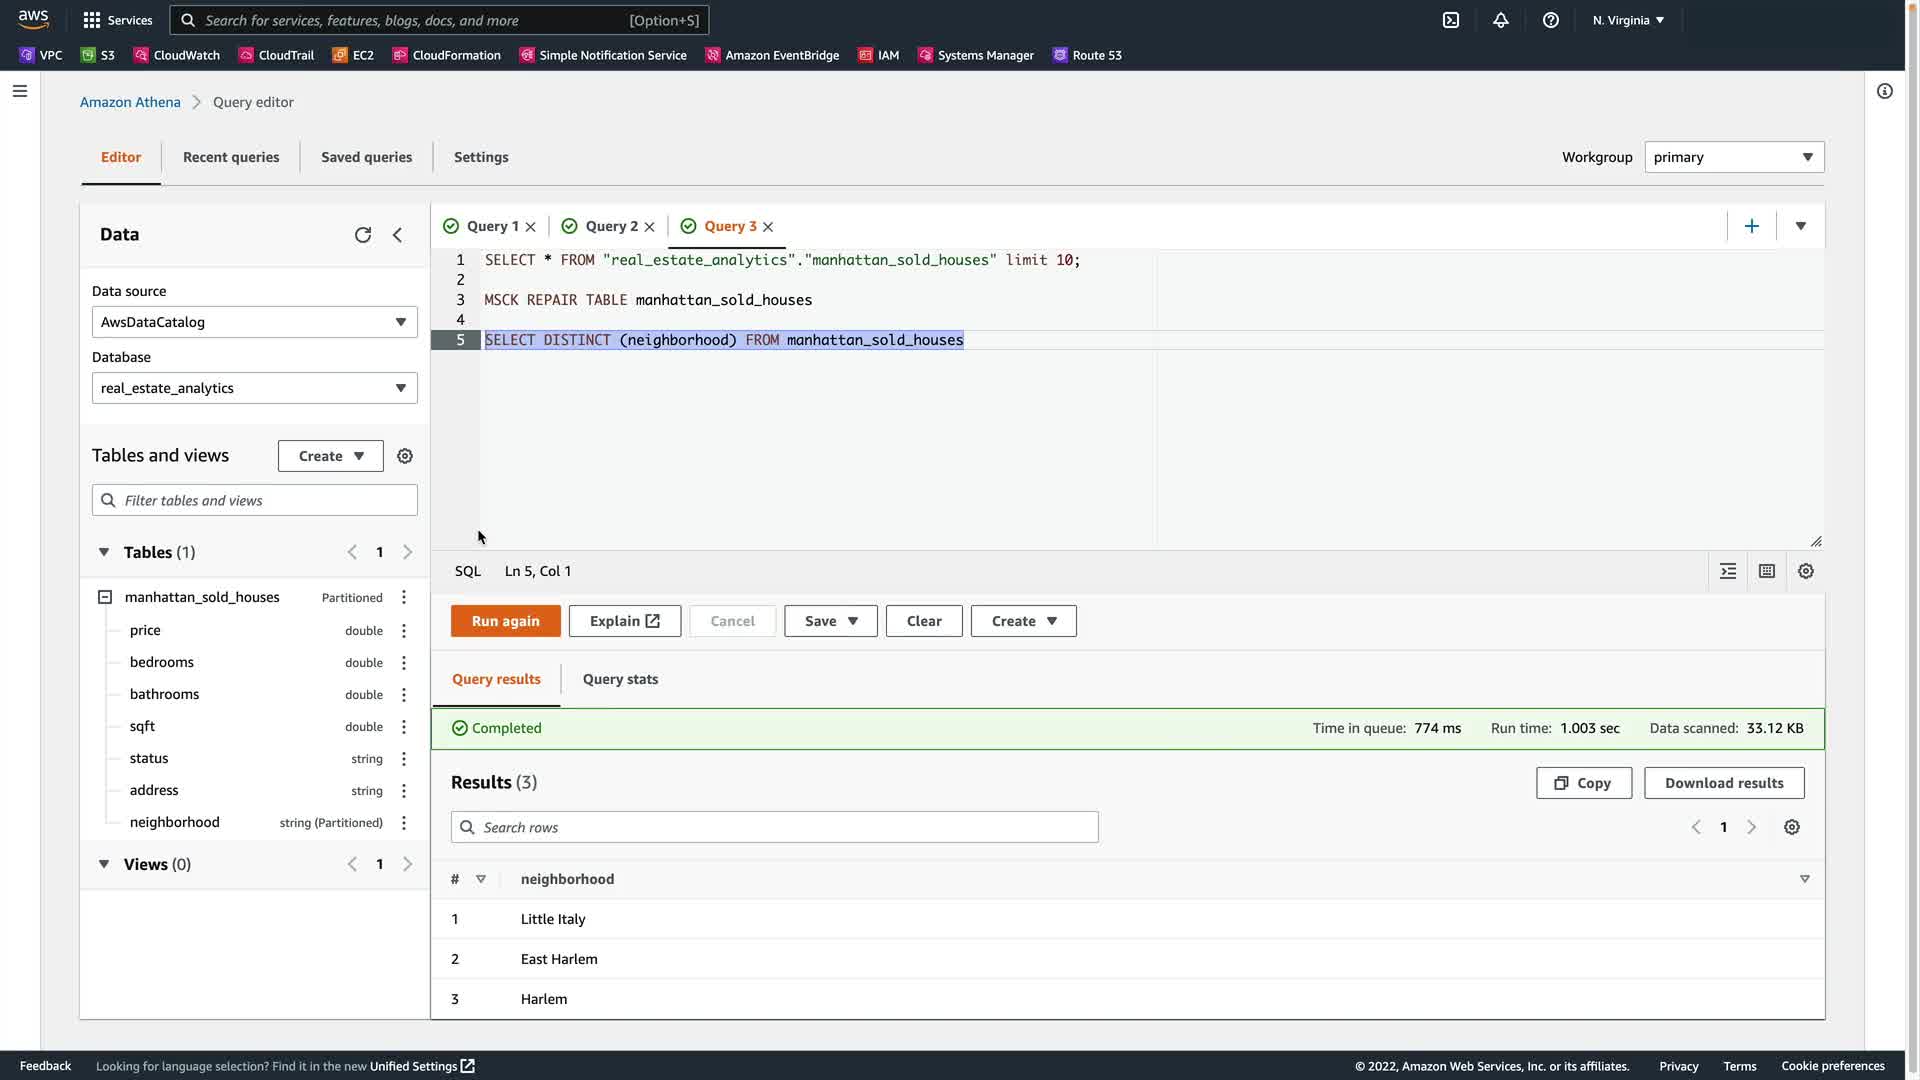 aws
Services
Search for services, features, blogs, docs, and more
[Option+S]
N. Virginia
VPC
S3
CloudWatch
CloudTrail
EC2
CloudFormation
Simple Notification Service
Amazon EventBridge
IAM
Systems Manager
Route 53
Amazon Athena
Query editor
Editor
Recent queries
Saved queries
Settings
Workgroup
primary
Data
Data source
AwsDataCatalog
Database
real_estate_analytics
Tables and views
Create
Filter tables and views
Tables (1)
1
manhattan_sold_houses
Partitioned
price
double
bedrooms
double
bathrooms
double
sqft
double
status
string
address
string
neighborhood
string (Partitioned)
Views (0)
1
Query 1
Query 2
Query 3
1 SELECT * FROM "real_estate_analytics"."manhattan_sold_houses" limit 10;
2
3 MSCK REPAIR TABLE manhattan_sold_houses
4
5 SELECT DISTINCT (neighborhood) FROM manhattan_sold_houses
SQL
Ln 5, Col 1
Run again
Explain
Cancel
Save
Clear
Create
Query results
Query stats
Completed
Time in queue: 774 ms
Run time: 1.003 sec
Data scanned: 33.12 KB
Results (3)
Copy
Download results
Search rows
1
# neighborhood
1 Little Italy
2 East Harlem
3 Harlem
Feedback
Looking for language selection? Find it in the new Unified Settings
© 2022, Amazon Web Services, Inc. or its affiliates.
Privacy
Terms
Cookie preferences